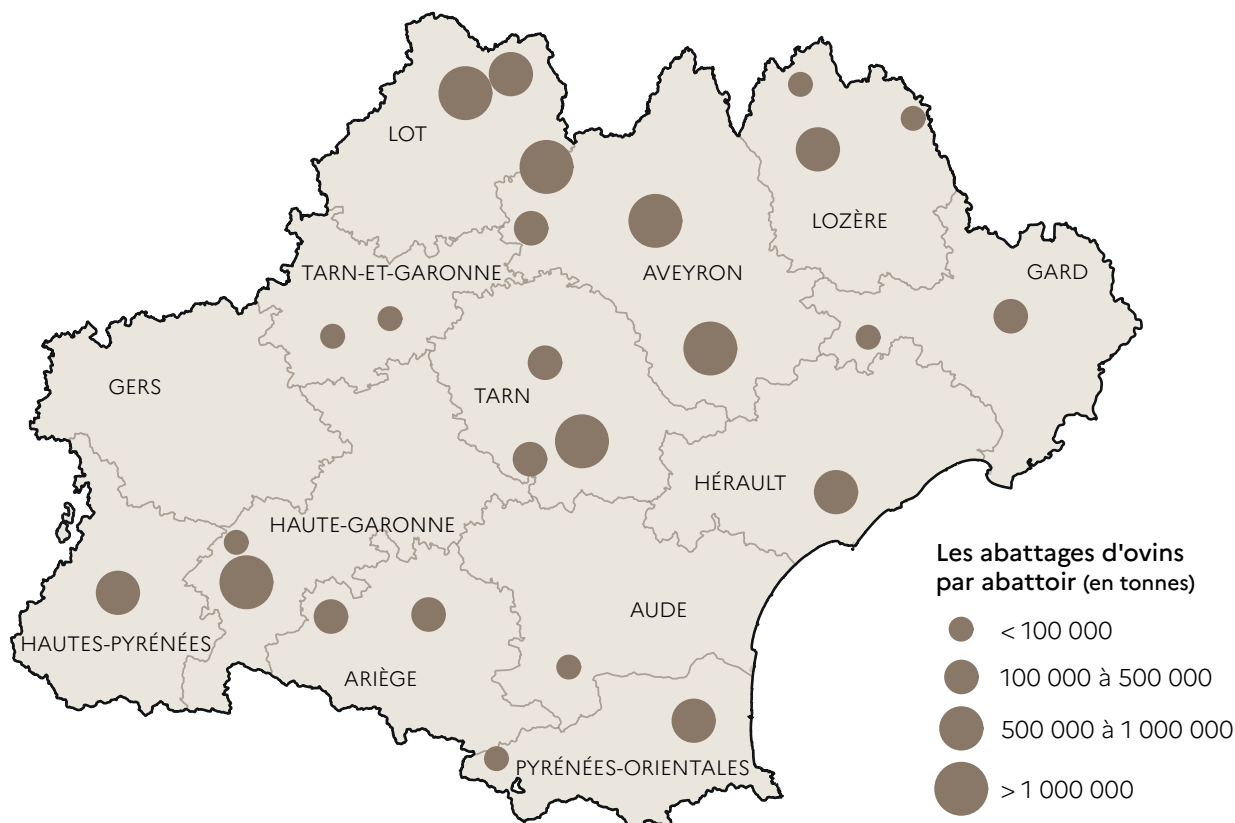 LOT
LOZÈRE
TARN-ET-GARONNE
AVEYRON
GARD
GERS
TARN
HÉRAULT
HAUTE-GARONNE
AUDE
HAUTES-PYRÉNÉES
ARIÈGE
PYRÉNÉES-ORIENTALES
Les abattages d'ovins
par abattoir (en tonnes)
< 100 000
100 000 à 500 000
500 000 à 1 000 000
> 1 000 000